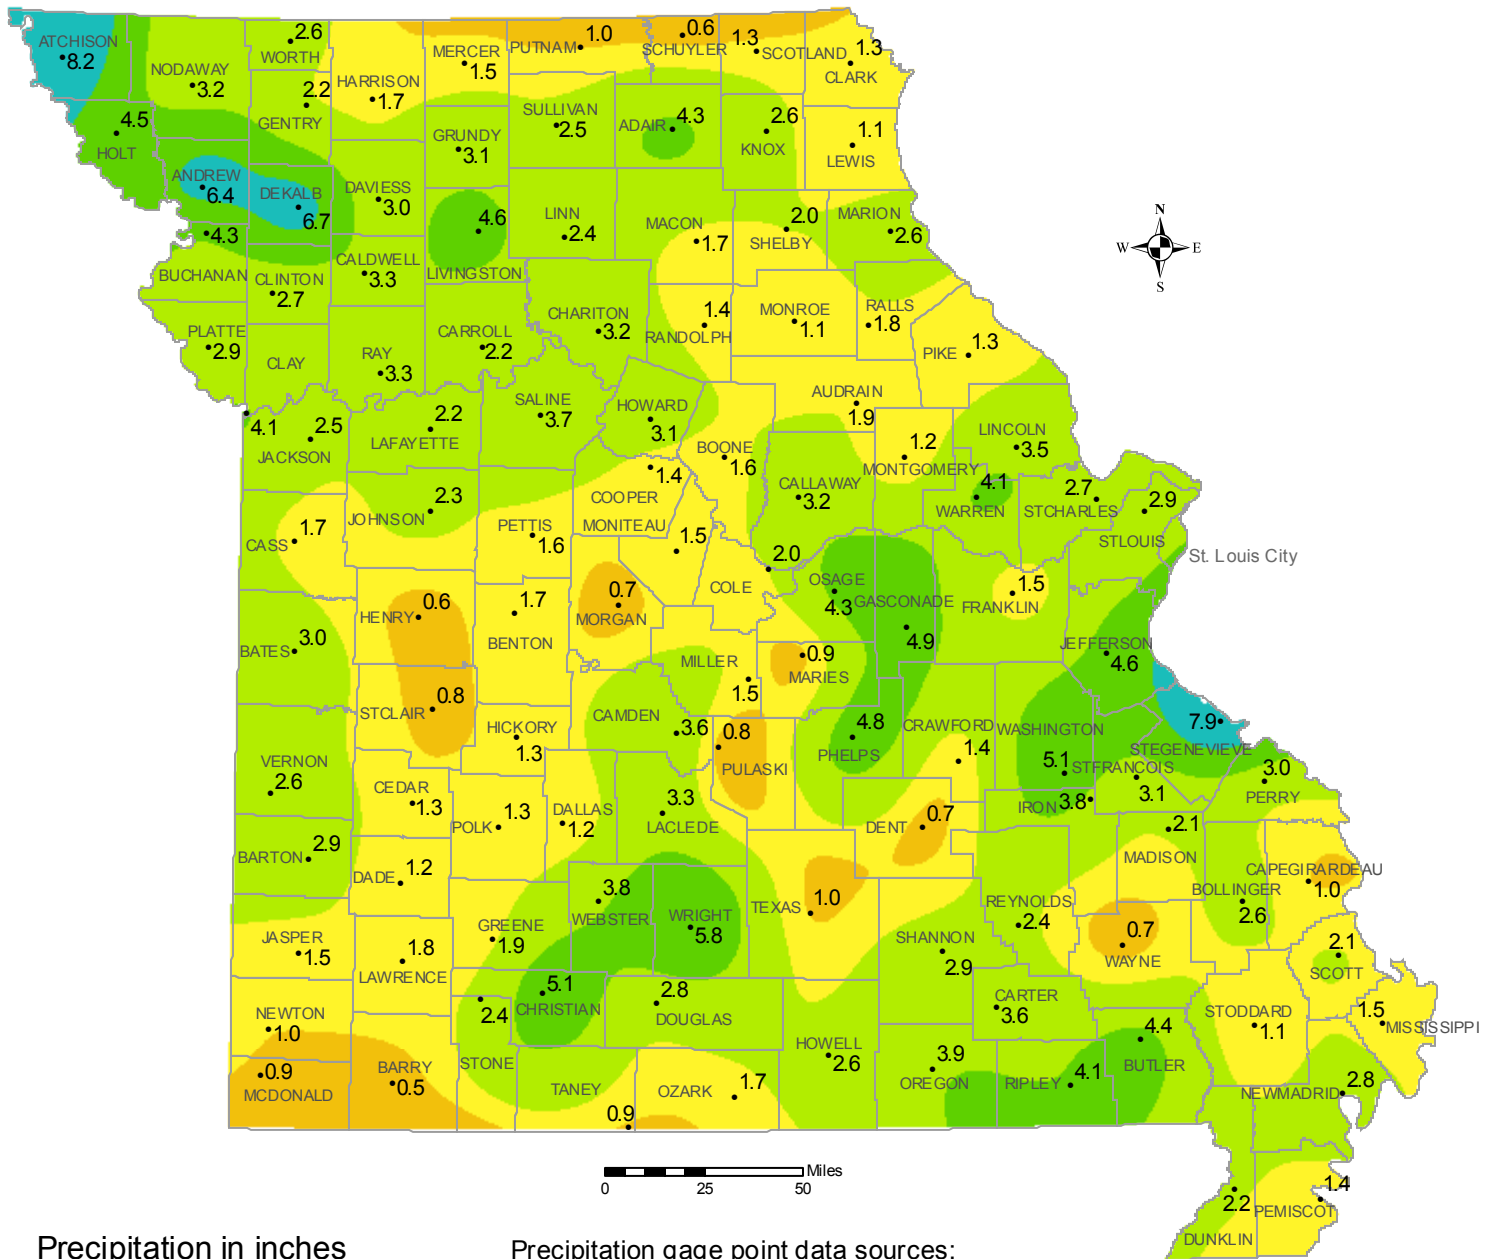 ATCHISON
8.2
NODAWAY
3.2
2.6
WORTH
2.2
GENTRY
HARRISON
1.7
MERCER
1.5
PUTNAM
1.0
0.6
SCHUYLER
1.3
SCOTLAND
1.3
CLARK
4.5
HOLT
ANDREW
6.4
DEKALB
6.7
DAVIESS
3.0
GRUNDY
3.1
SULLIVAN
2.5
ADAIR
4.3
2.6
KNOX
1.1
LEWIS
4.3
BUCHANAN
CLINTON
2.7
CALDWELL
3.3
4.6
LIVINGSTON
LINN
2.4
MACON
1.7
2.0
SHELBY
MARION
2.6
N
W
E
S
PLATTE
2.9
CLAY
RAY
3.3
CARROLL
2.2
CHARITON
3.2
1.4
RANDOLPH
MONROE
1.1
RALLS
1.8
PIKE
1.3
4.1
2.5
JACKSON
2.2
LAFAYETTE
SALINE
3.7
HOWARD
3.1
BOONE
1.6
AUDRAIN
1.9
1.2
MONTGOMERY
LINCOLN
3.5
CASS
1.7
2.3
JOHNSON
PETTIS
1.6
1.4
COOPER
MONITEAU
1.5
CALLAWAY
3.2
4.1
WARREN
2.7
STCHARLES
2.9
STLOUIS
St. Louis City
BATES
3.0
HENRY
0.6
1.7
BENTON
0.7
MORGAN
COLE
2.0
OSAGE
4.3
GASCONADE
4.9
1.5
FRANKLIN
JEFFERSON
4.6
VERNON
2.6
STCLAIR
0.8
HICKORY
1.3
CAMDEN
3.6
MILLER
1.5
0.9
MARIES
0.8
PULASKI
4.8
PHELPS
CRAWFORD
1.4
WASHINGTON
5.1
7.9
STEGENEVIEVE
STFRANCOIS
3.1
3.0
PERRY
BARTON
2.9
CEDAR
1.3
POLK
1.3
DALLAS
1.2
3.3
LACLEDE
DENT
0.7
IRON
3.8
2.1
MADISON
DADE
1.2
3.8
WEBSTER
WRIGHT
5.8
TEXAS
1.0
REYNOLDS
2.4
CAPEGIRARDEAU
1.0
BOLLINGER
2.6
JASPER
1.5
1.8
LAWRENCE
GREENE
1.9
SHANNON
2.9
0.7
WAYNE
2.1
SCOTT
NEWTON
1.0
2.4
STONE
5.1
CHRISTIAN
2.8
DOUGLAS
CARTER
3.6
STODDARD
1.1
1.5
MISSISSIPPI
0.9
MCDONALD
BARRY
0.5
TANEY
0.9
OZARK
1.7
HOWELL
2.6
3.9
OREGON
RIPLEY
4.1
4.4
BUTLER
2.8
NEWMADRID
Miles
0 25 50
2.2
DUNKLIN
1.4
PEMISCOT
Precipitation in inches
Precipitation gage point data sources: